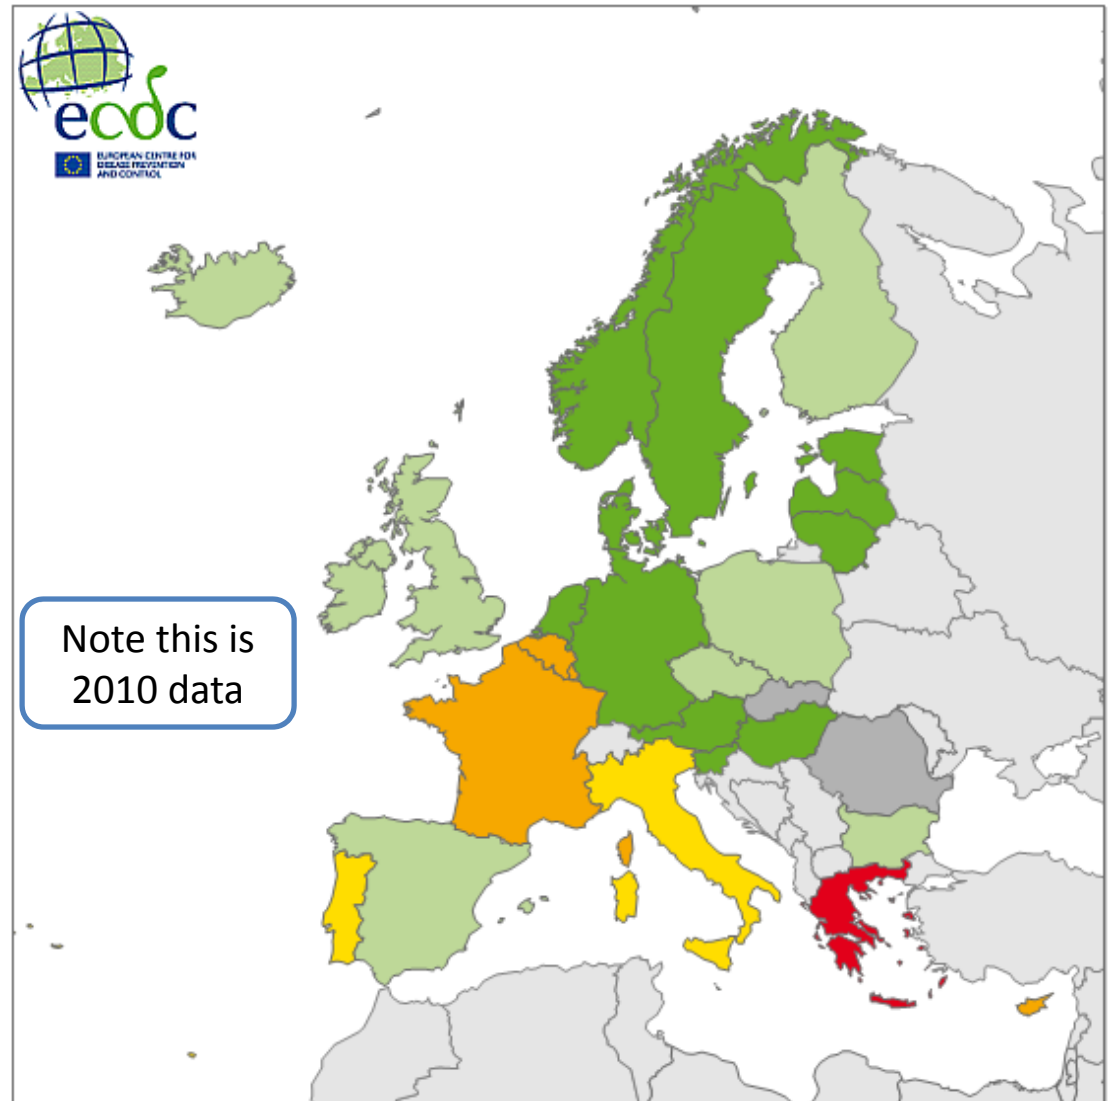 ecdc
EUROPEAN CENTRE FOR
DISEASE PREVENTION
AND CONTROL
Note this is
2010 data